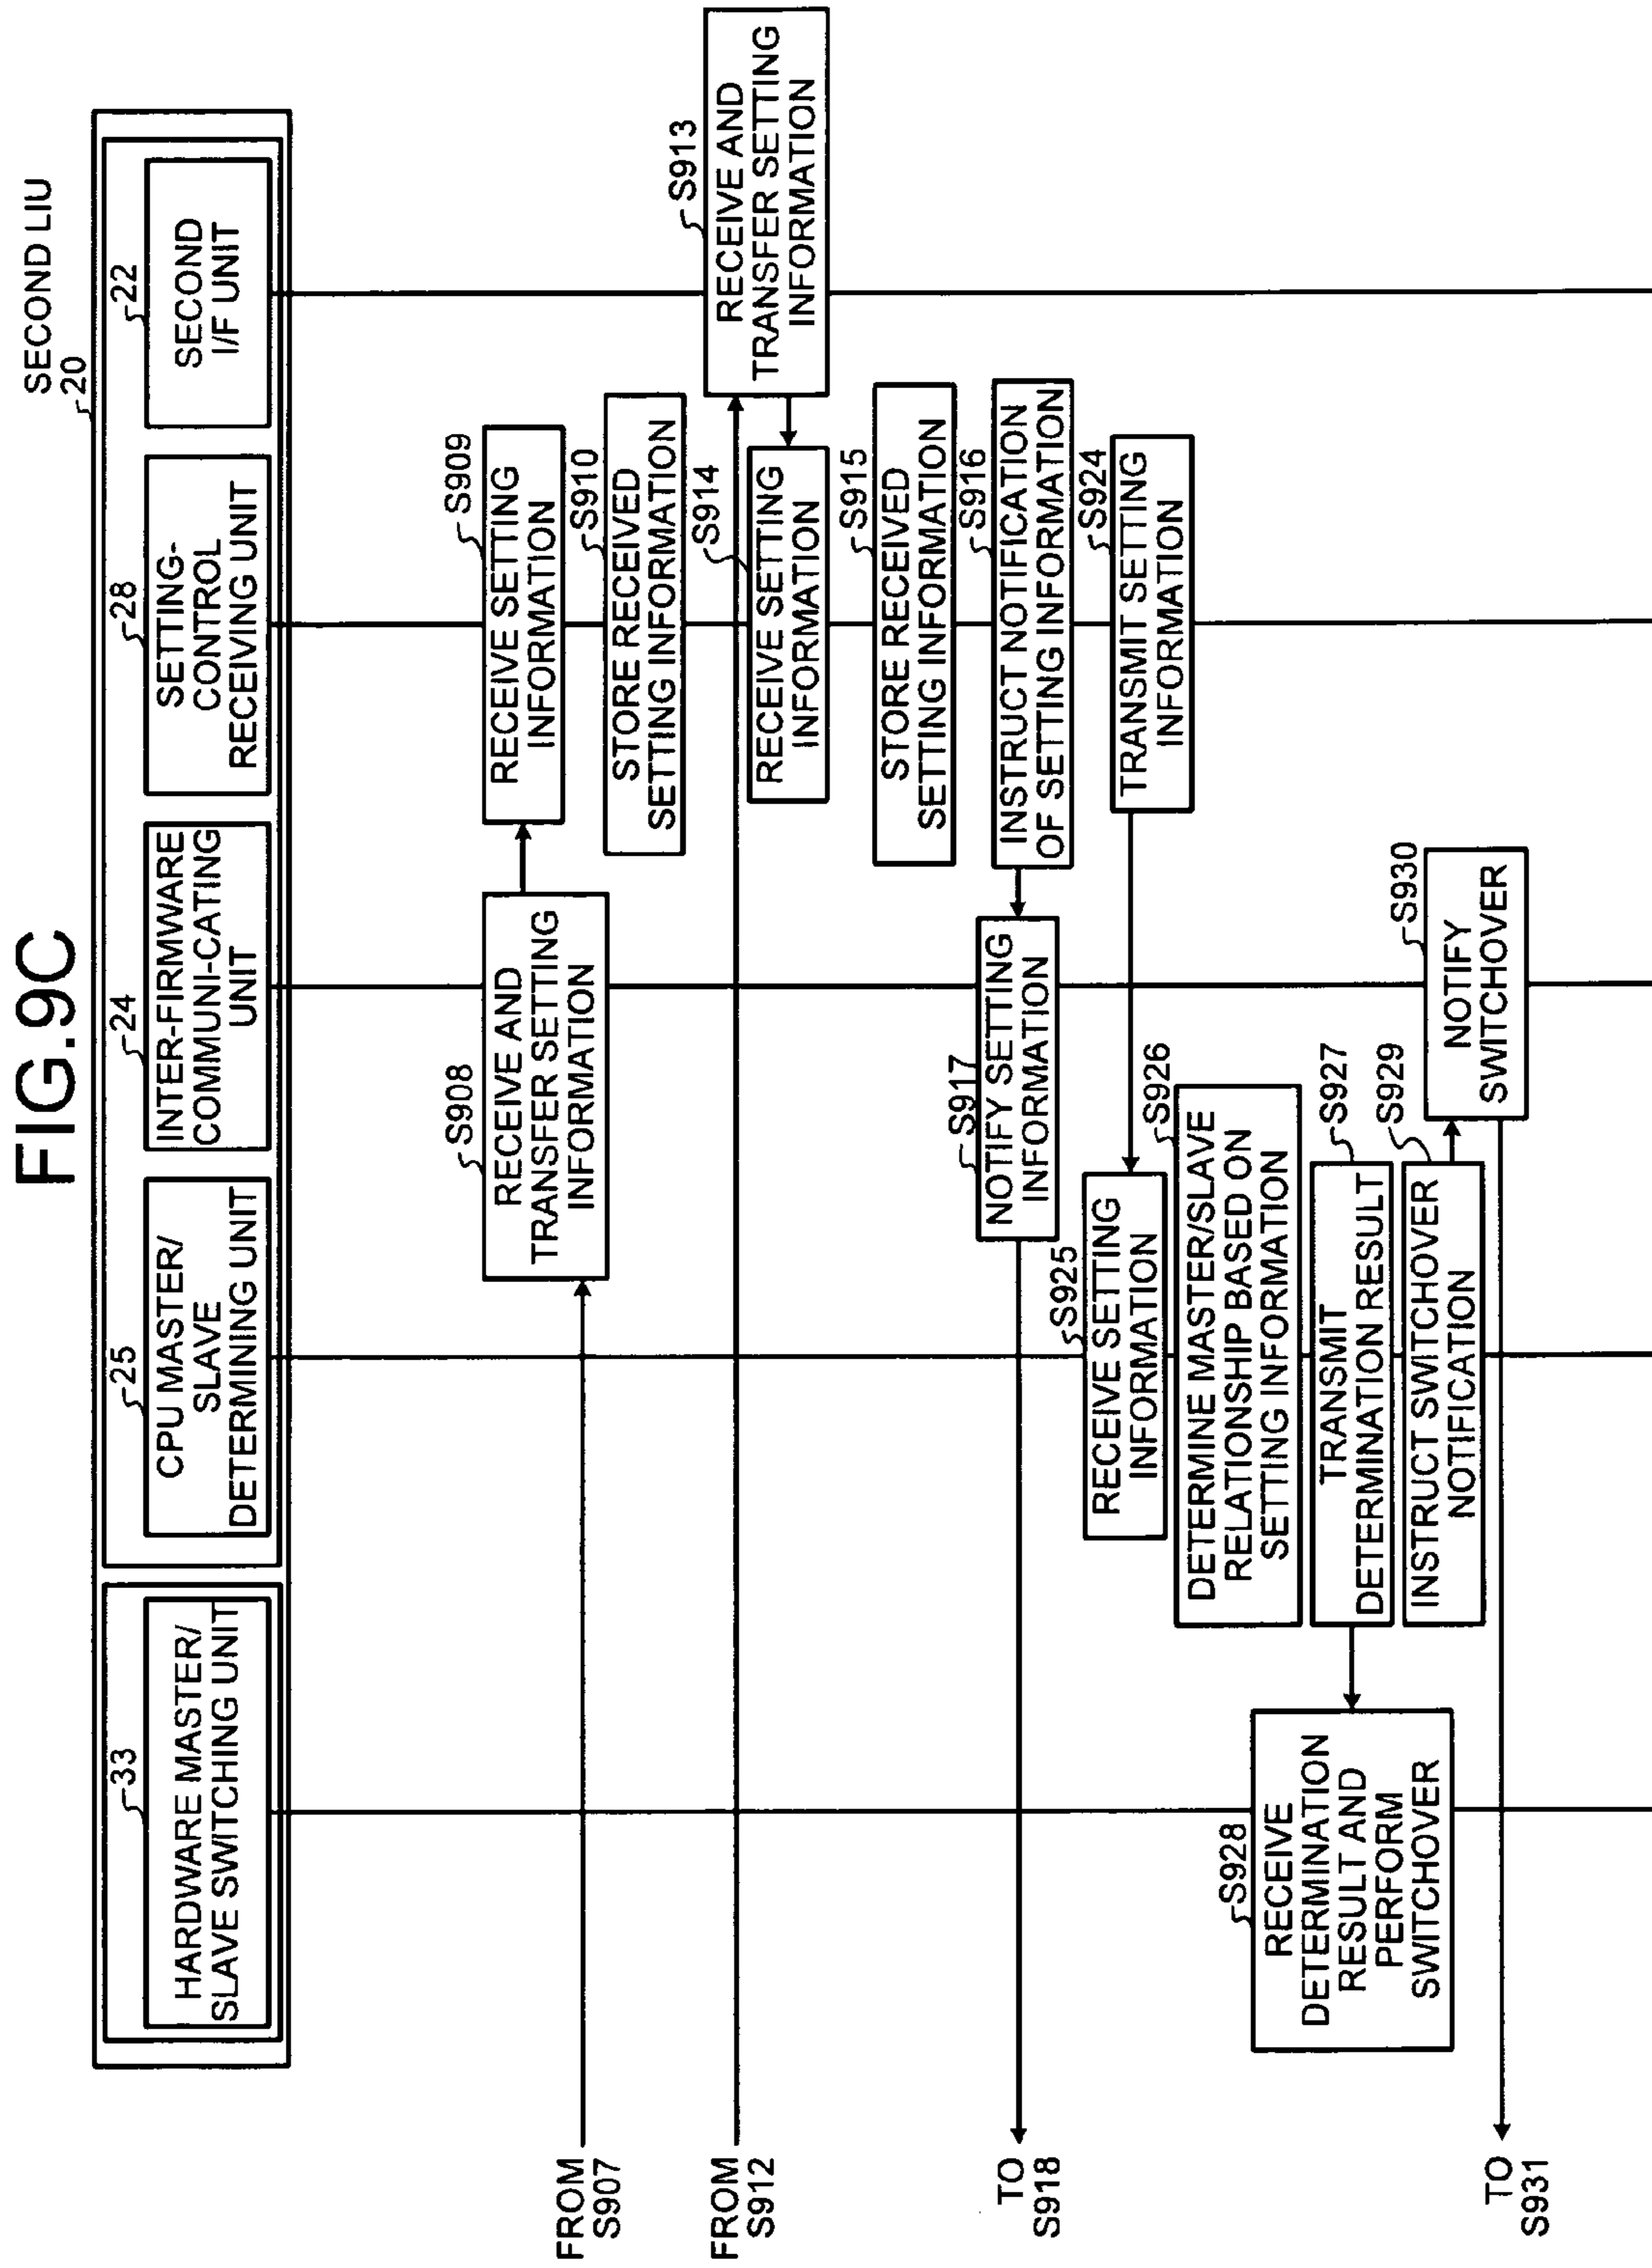 FIG.9C
SECOND LIU
20
33
HARDWARE MASTER/
SLAVE SWITCHING UNIT
25
CPU MASTER/
SLAVE
DETERMINING UNIT
24
INTER-FIRMWARE
COMMUNI-CATING
UNIT
28
SETTING-
CONTROL
RECEIVING UNIT
22
SECOND
I/F UNIT
FROM
S907
S908
RECEIVE AND
TRANSFER SETTING
INFORMATION
S909
RECEIVE SETTING
INFORMATION
S910
STORE RECEIVED
SETTING INFORMATION
FROM
S912
S913
RECEIVE AND
TRANSFER SETTING
INFORMATION
S914
RECEIVE SETTING
INFORMATION
S915
STORE RECEIVED
SETTING INFORMATION
S916
INSTRUCT NOTIFICATION
OF SETTING INFORMATION
S917
NOTIFY SETTING
INFORMATION
TO
S918
S924
TRANSMIT SETTING
INFORMATION
S925
RECEIVE SETTING
INFORMATION
S926
DETERMINE MASTER/SLAVE
RELATIONSHIP BASED ON
SETTING INFORMATION
S927
TRANSMIT
DETERMINATION RESULT
S928
RECEIVE
DETERMINATION
RESULT AND
PERFORM
SWITCHOVER
S929
INSTRUCT SWITCHOVER
NOTIFICATION
S930
NOTIFY
SWITCHOVER
TO
S931